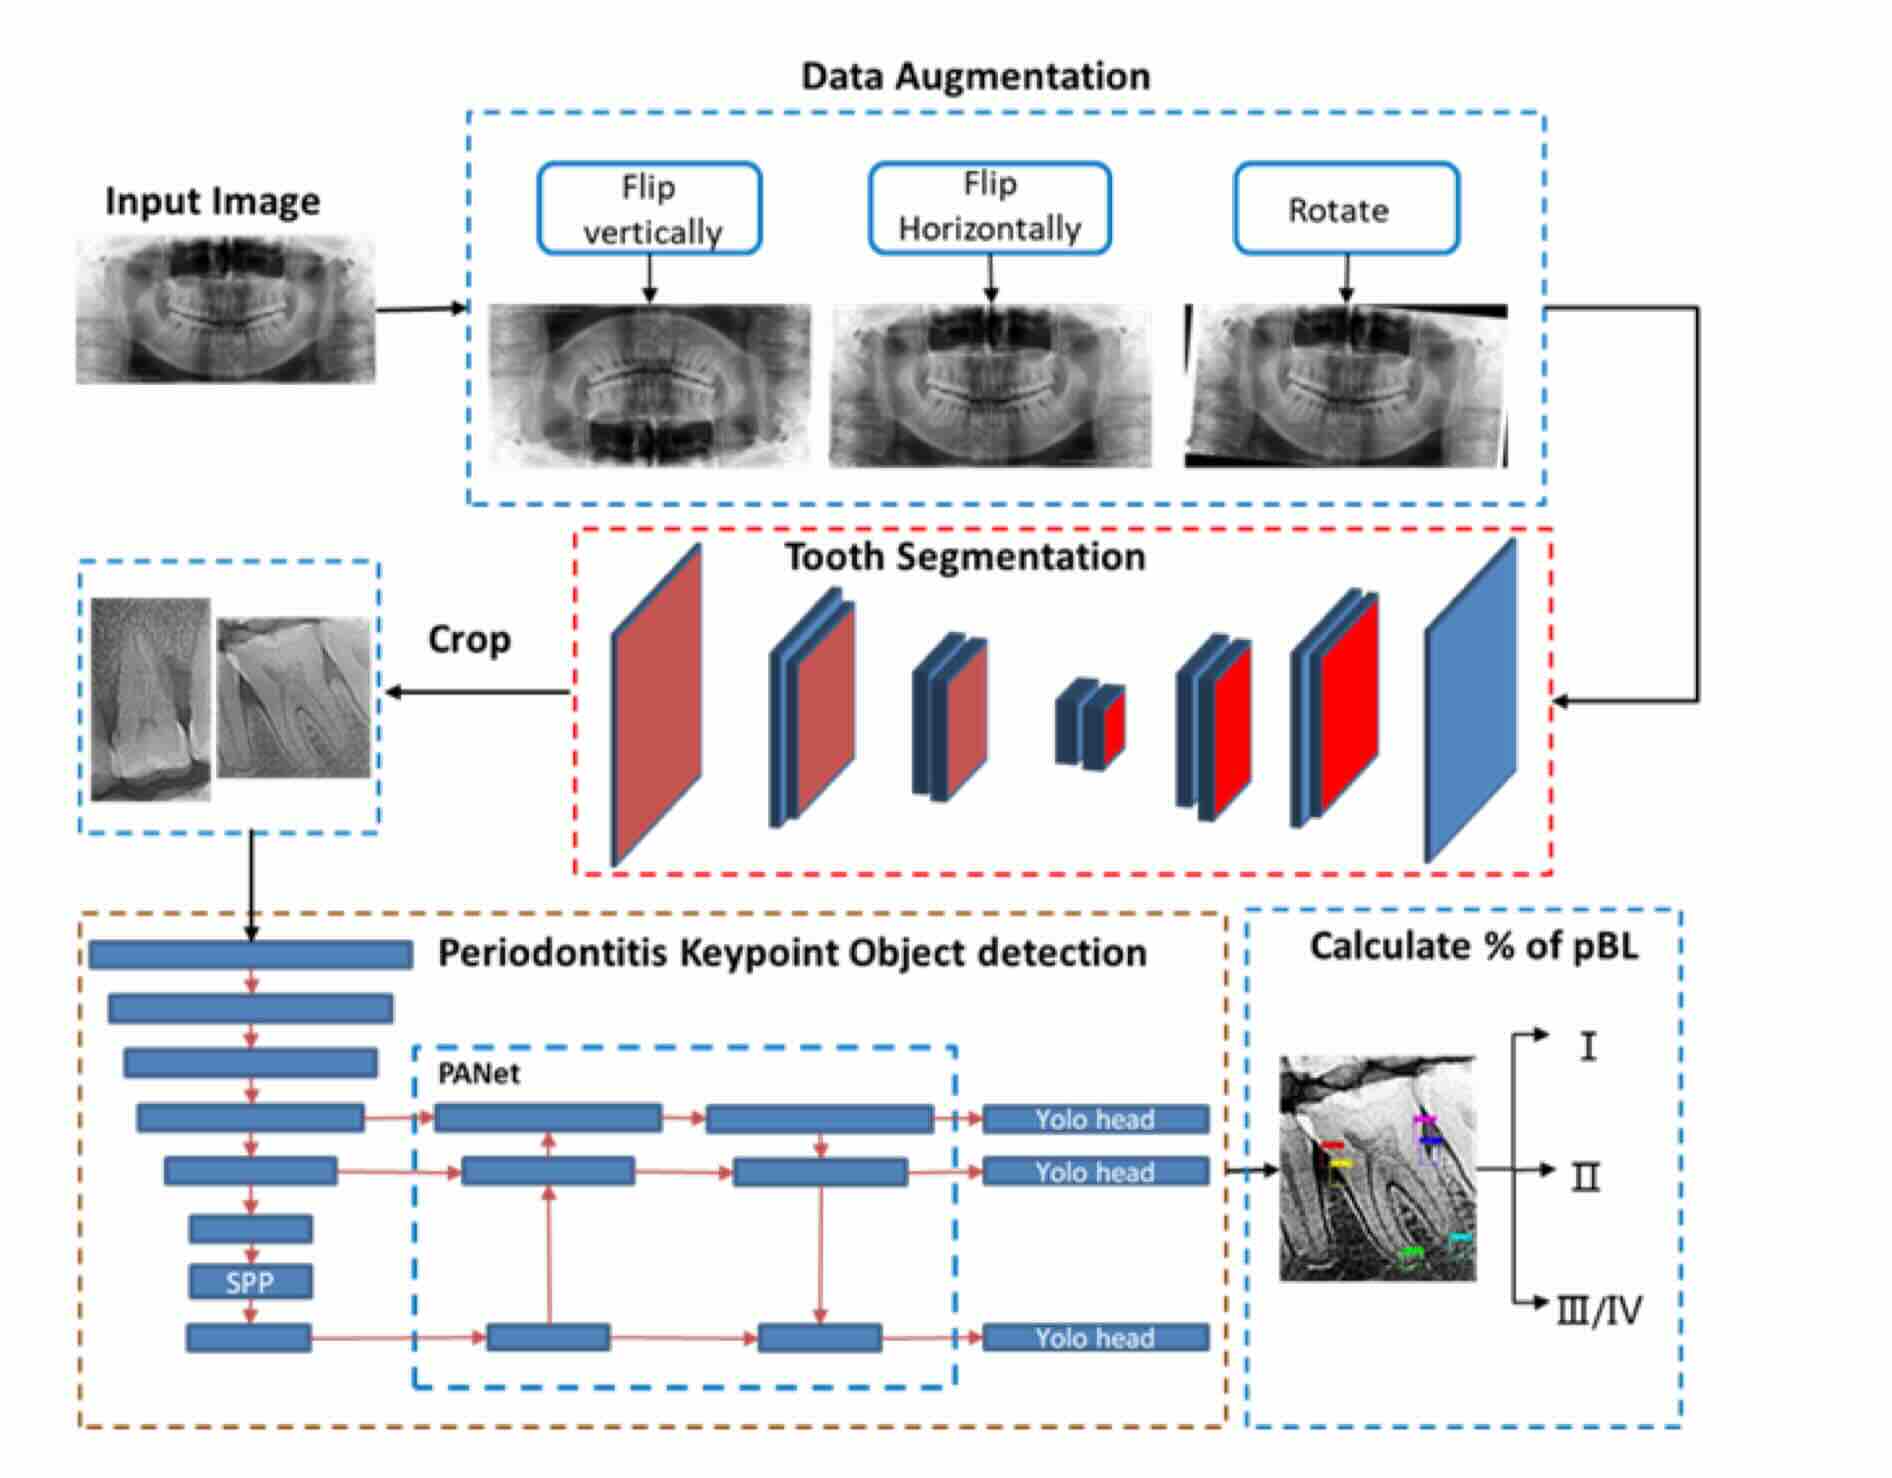 Data Augmentation
Input Image
Flip
vertically
Flip
Horizontally
Rotate
Tooth Segmentation
Crop
Periodontitis Keypoint Object detection
PANet
Yolo head
Yolo head
SPP
Yolo head
Calculate % of pBL
I
II
III/IV